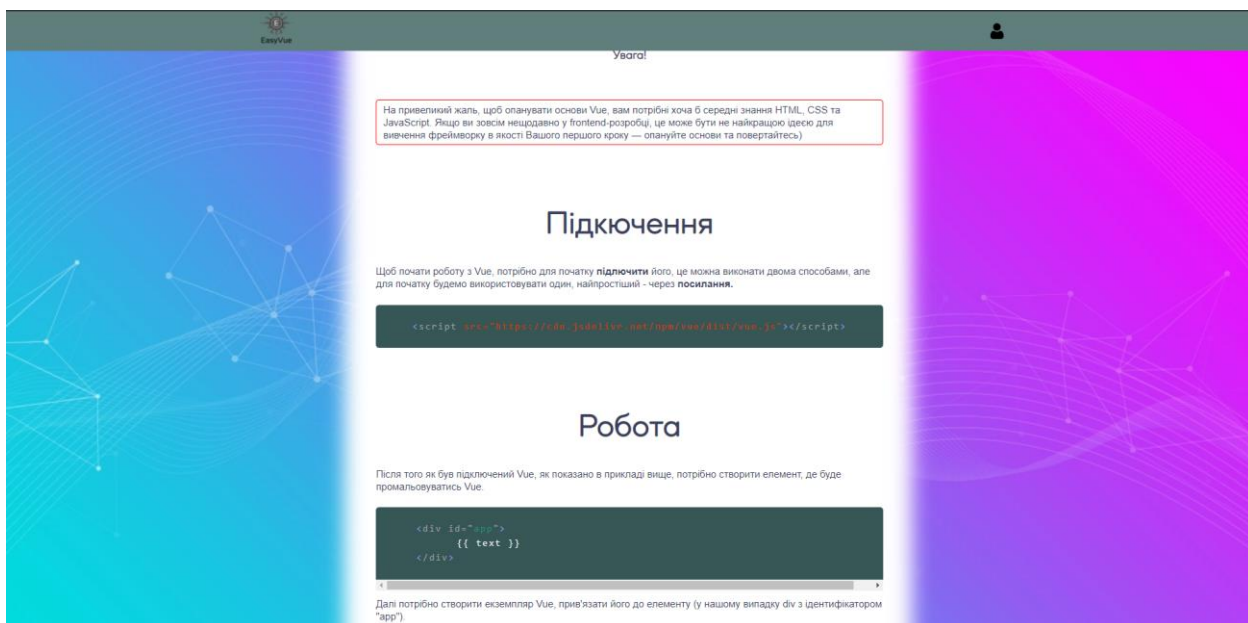 EasyVue
Увага!
На превеликий жаль, щоб опанувати основи Vue, вам потрібні хоча б середні знання HTML, CSS та
JavaScript. Якщо ви зовсім нещодавно у frontend-розробці, це може бути не найкращою ідеєю для
вивчення фреймворку в якості Вашого першого кроку — опануйте основи та повертайтесь)
Підкючення
Щоб почати роботу з Vue, потрібно для початку підлючити його, це можна виконати двома способами, але
для початку будемо використовувати один, найпростіший - через посилання.
<script src="https://cdn.jsdelivr.net/npm/vue/dist/vue.js"></script>
Робота
Після того як був підключений Vue, як показано в прикладі вище, потрібно створити елемент, де буде
промальовуватись Vue.
<div id="app">
{{ text }}
</div>
Далі потрібно створити екземпляр Vue, прив'язати його до елементу (у нашому випадку div з ідентифікатором
"app").